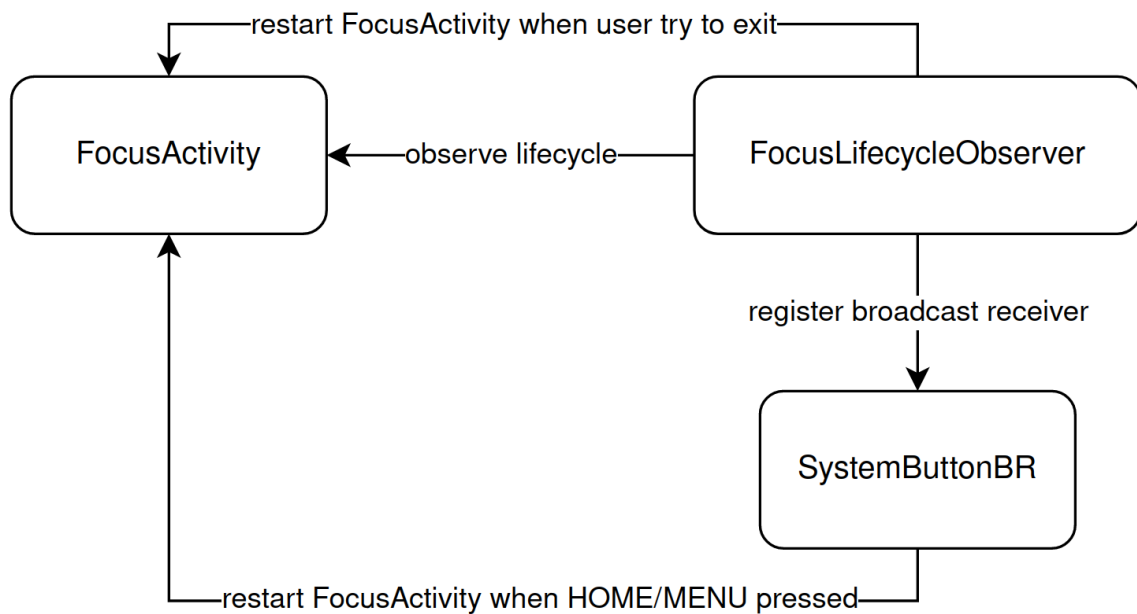 restart FocusActivity when user try to exit
FocusActivity
observe lifecycle
FocusLifecycleObserver
register broadcast receiver
SystemButtonBR
restart FocusActivity when HOME/MENU pressed